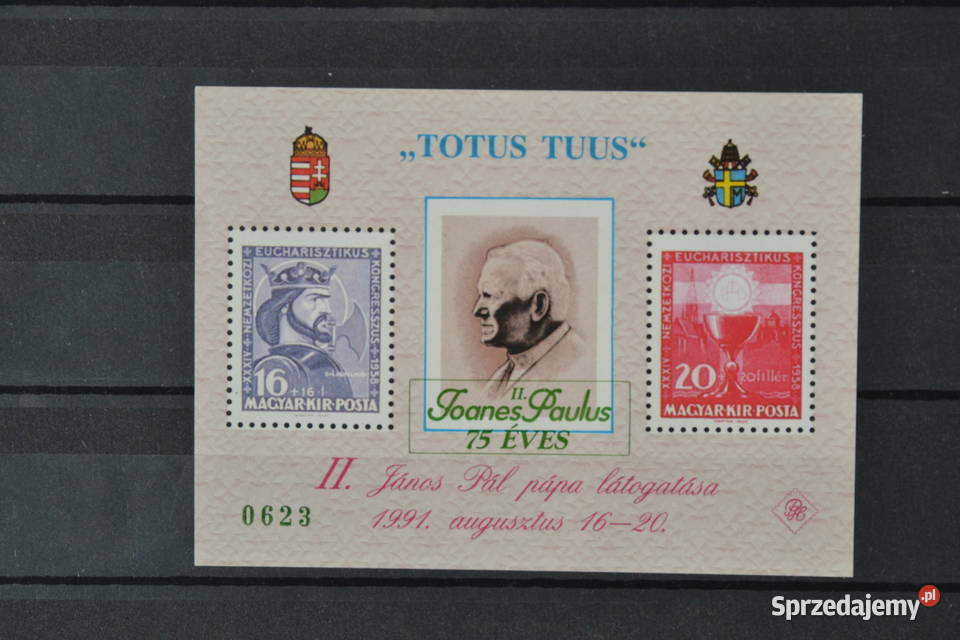 „TOTUS TUUS“
XXXIV · NEMZETKÖZI
EUCHARISZTIKUS
KONGRESSZUS · 1938
16
+16 f.
MAGYAR·KIR·POSTA
XXXIV · NEMZETKÖZI
EUCHARISZTIKUS
KONGRESSZUS · 1938
20
+20 fillér
MAGYAR·KIR·POSTA
II.
Joanes Paulus
75 ÉVES
II. János Pál pápa látogatása
1991. augusztus 16—20.
0623
Sprzedajemy.pl